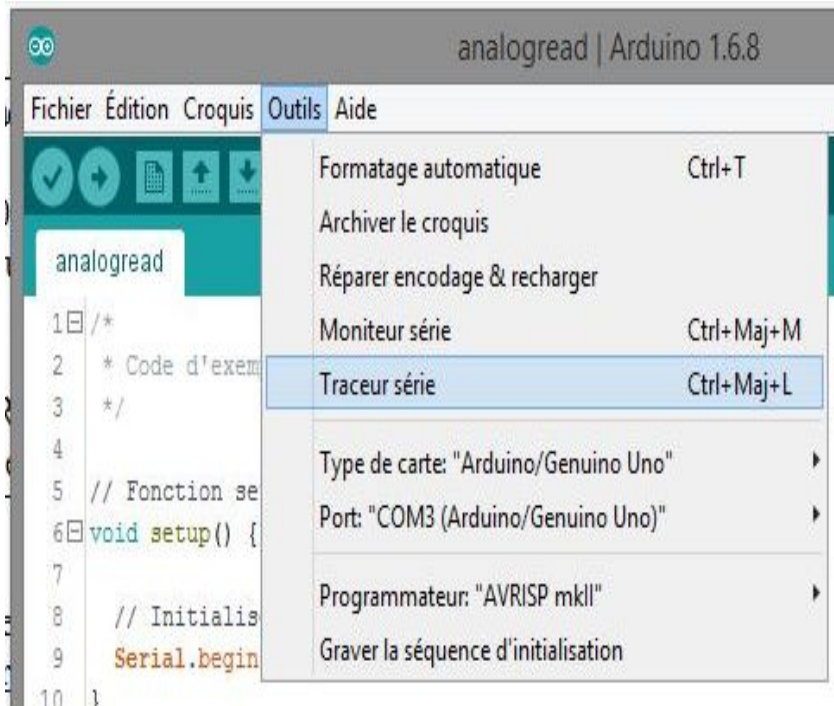 analogread | Arduino 1.6.8
Fichier Édition Croquis Outils Aide
Formatage automatique Ctrl+T
Archiver le croquis
Réparer encodage & recharger
Moniteur série Ctrl+Maj+M
Traceur série Ctrl+Maj+L
Type de carte: "Arduino/Genuino Uno"
Port: "COM3 (Arduino/Genuino Uno)"
Programmateur: "AVRISP mkII"
Graver la séquence d'initialisation
analogread
1 /*
2 * Code d'exem
3 */
4
5 // Fonction se
6 void setup() {
7
8 // Initialis
9 Serial.begin
10 }